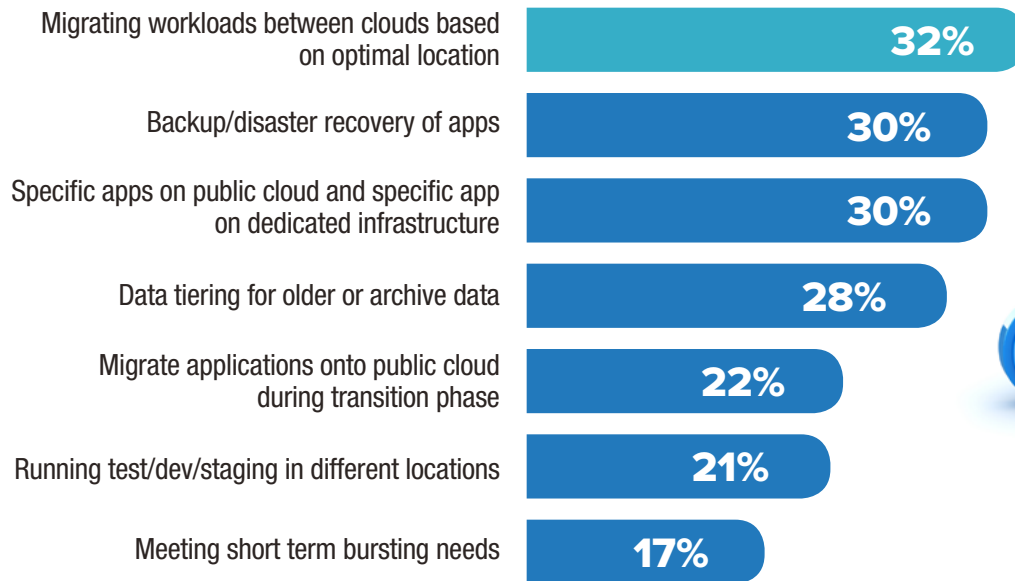 Migrating workloads between clouds based
on optimal location
32%
Backup/disaster recovery of apps
30%
Specific apps on public cloud and specific app
on dedicated infrastructure
30%
Data tiering for older or archive data
28%
Migrate applications onto public cloud
during transition phase
22%
Running test/dev/staging in different locations
21%
Meeting short term bursting needs
17%